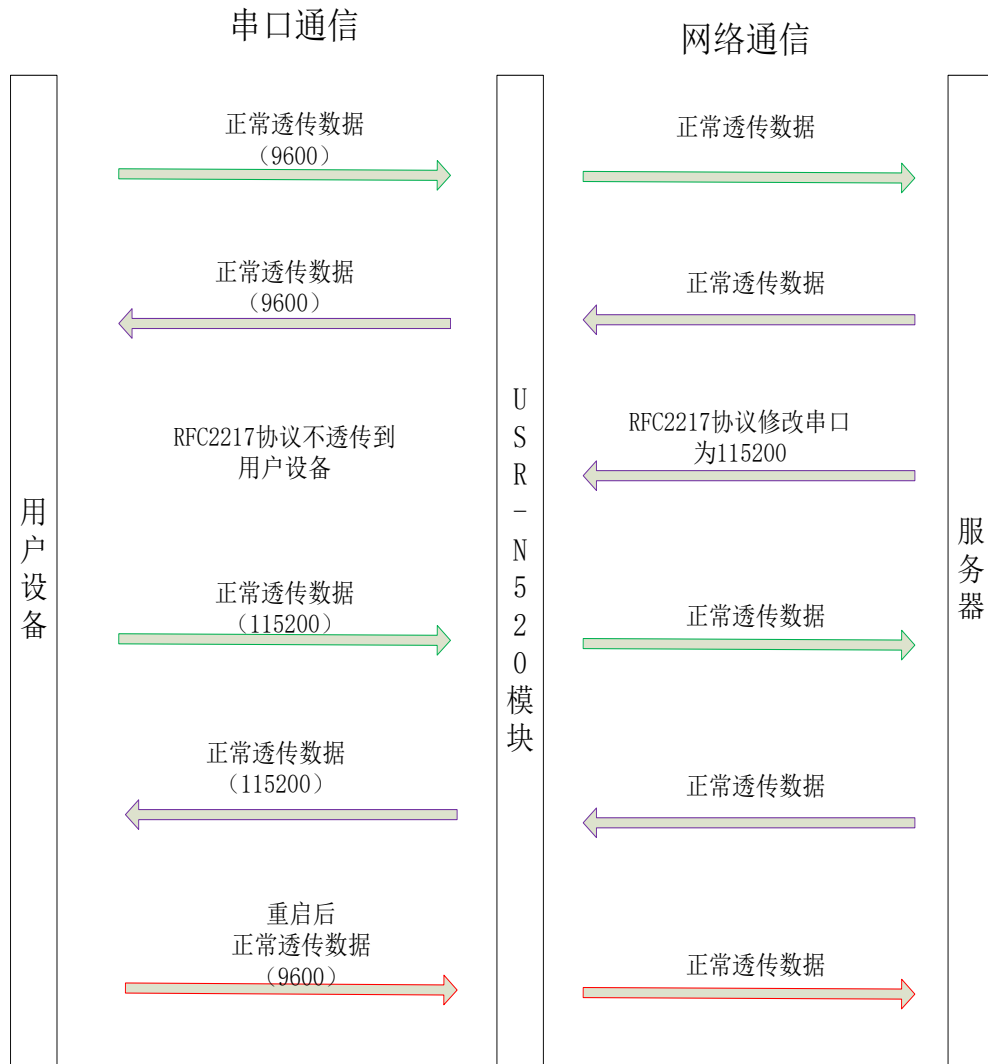 串口通信
网络通信
正常透传数据
（9600）
正常透传数据
正常透传数据
（9600）
正常透传数据
RFC2217协议不透传到
用户设备
RFC2217协议修改串口
为115200
用户设备
USR-N520模块
服务器
正常透传数据
（115200）
正常透传数据
正常透传数据
（115200）
正常透传数据
重启后
正常透传数据
（9600）
正常透传数据